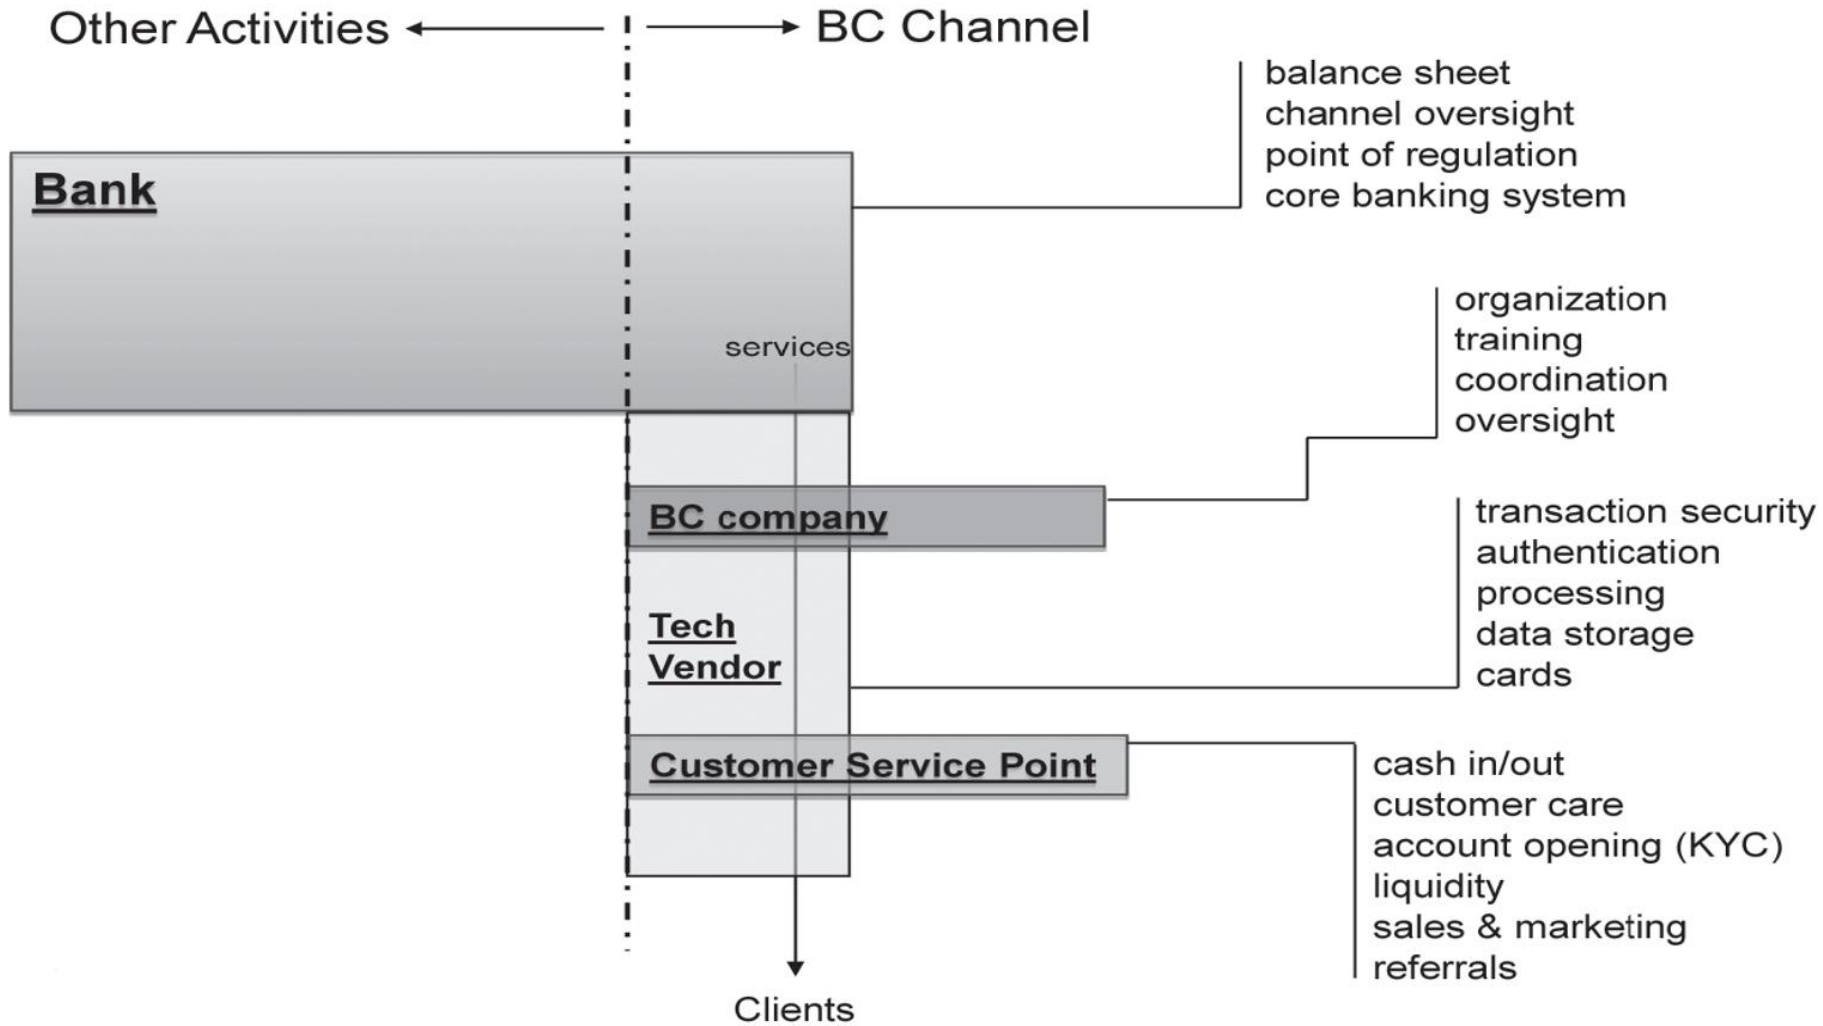 Other Activities
BC Channel
balance sheet
channel oversight
point of regulation
core banking system
Bank
services
organization
training
coordination
oversight
BC company
transaction security
authentication
processing
data storage
cards
Tech
Vendor
Customer Service Point
cash in/out
customer care
account opening (KYC)
liquidity
sales & marketing
referrals
Clients